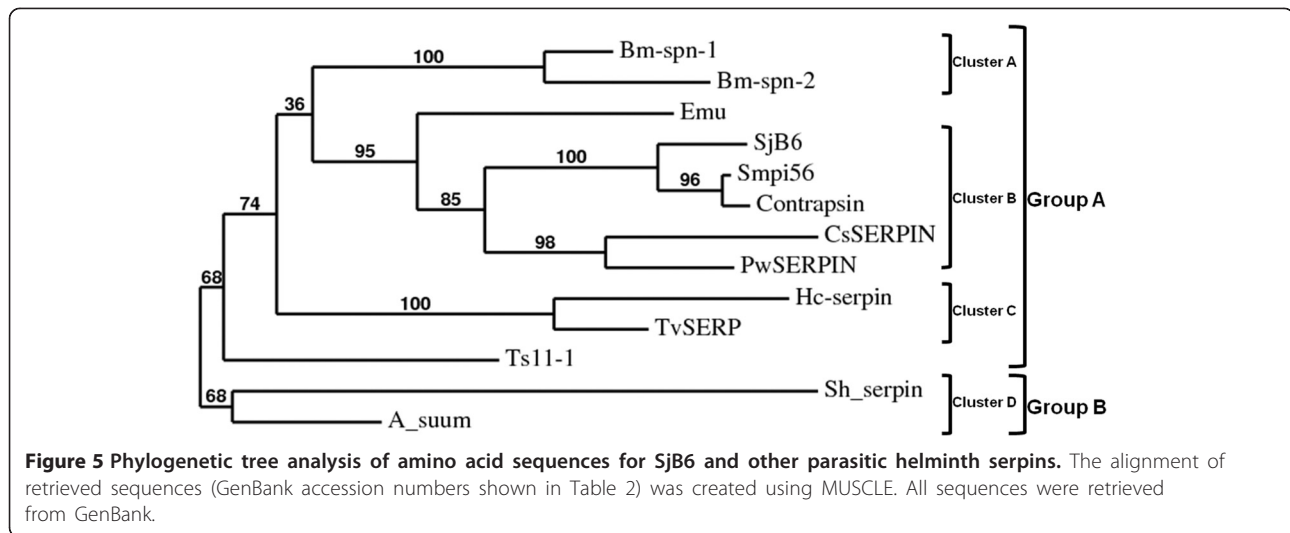 100
Bm-spn-1
Bm-spn-2
Cluster A
36
Emu
95
SjB6
100
Smpi56
96
Contrapsin
Cluster B
Group A
85
74
CsSERPIN
98
PwSERPIN
68
Hc-serpin
100
TvSERP
Cluster C
Ts11-1
Sh_serpin
68
A_suum
Cluster D
Group B
Figure 5 Phylogenetic tree analysis of amino acid sequences for SjB6 and other parasitic helminth serpins. The alignment of
retrieved sequences (GenBank accession numbers shown in Table 2) was created using MUSCLE. All sequences were retrieved
from GenBank.